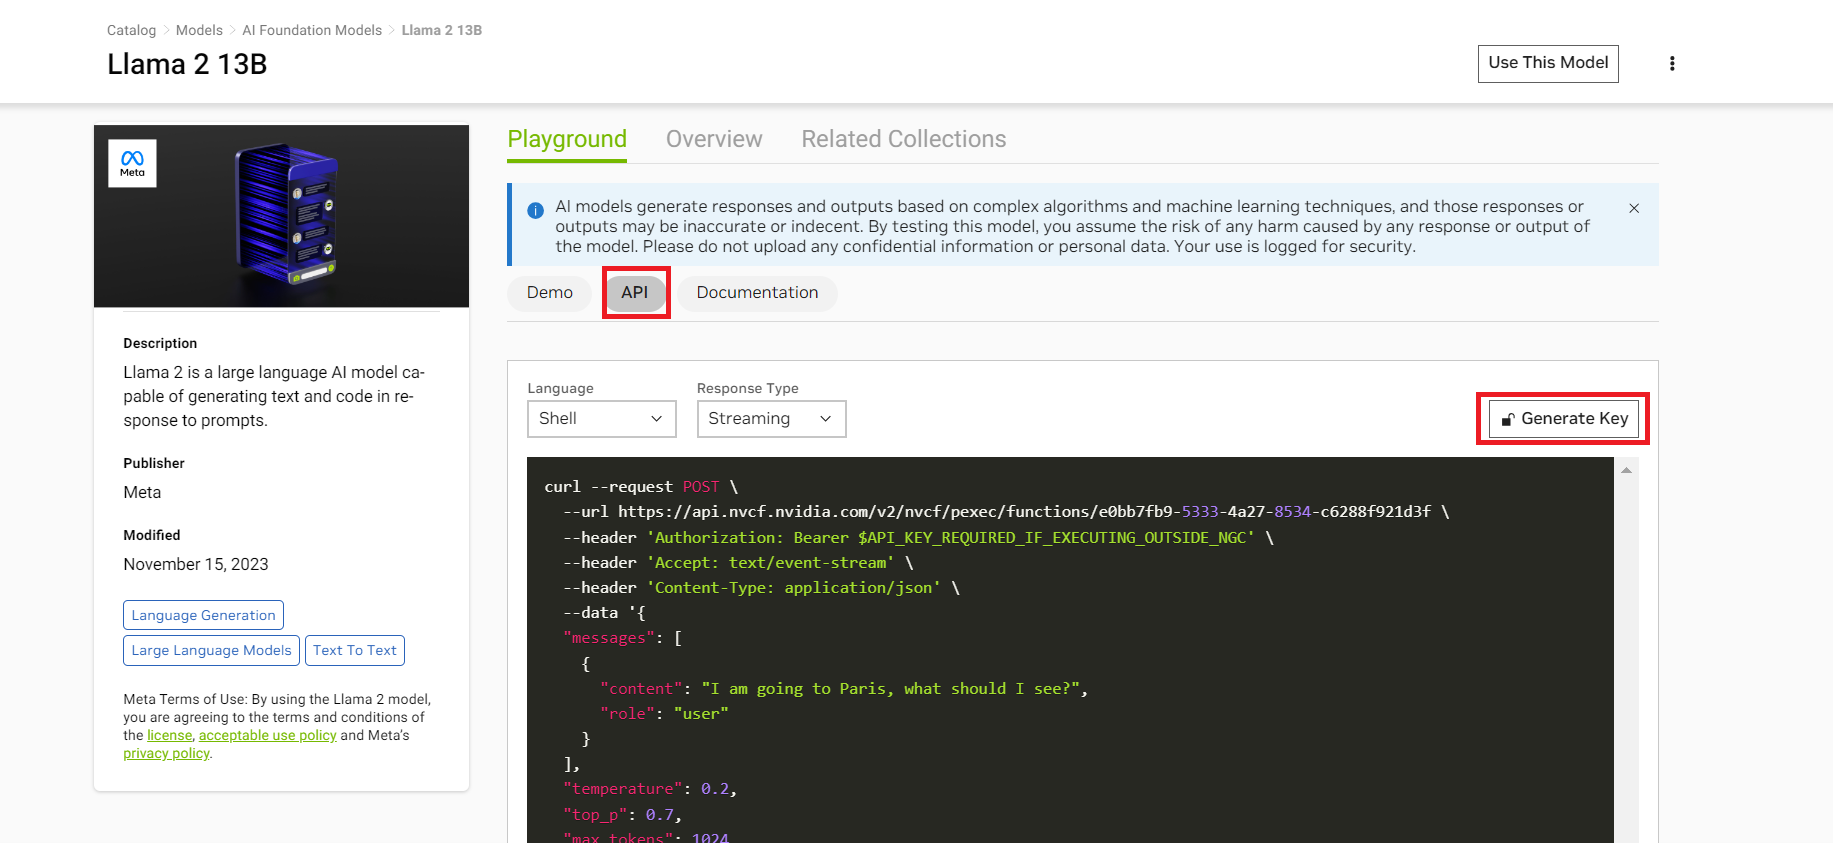 Catalog > Models > AI Foundation Models > Llama 2 13B
Llama 2 13B
Use This Model
Meta
Description
Llama 2 is a large language AI model ca-
pable of generating text and code in re-
sponse to prompts.
Publisher
Meta
Modified
November 15, 2023
Language Generation
Large Language Models
Text To Text
Meta Terms of Use: By using the Llama 2 model,
you are agreeing to the terms and conditions of
the license, acceptable use policy and Meta's
privacy policy.
Playground
Overview
Related Collections
AI models generate responses and outputs based on complex algorithms and machine learning techniques, and those responses or
outputs may be inaccurate or indecent. By testing this model, you assume the risk of any harm caused by any response or output of
the model. Please do not upload any confidential information or personal data. Your use is logged for security.
Demo
API
Documentation
Language
Response Type
Shell
Streaming
Generate Key
curl --request POST \
--url https://api.nvcf.nvidia.com/v2/nvcf/pexec/functions/e0bb7fb9-5333-4a27-8534-c6288f921d3f \
--header 'Authorization: Bearer $API_KEY_REQUIRED_IF_EXECUTING_OUTSIDE_NGC' \
--header 'Accept: text/event-stream' \
--header 'Content-Type: application/json' \
--data '{
"messages": [
{
"content": "I am going to Paris, what should I see?",
"role": "user"
}
],
"temperature": 0.2,
"top_p": 0.7,
"max_tokens": 1024,